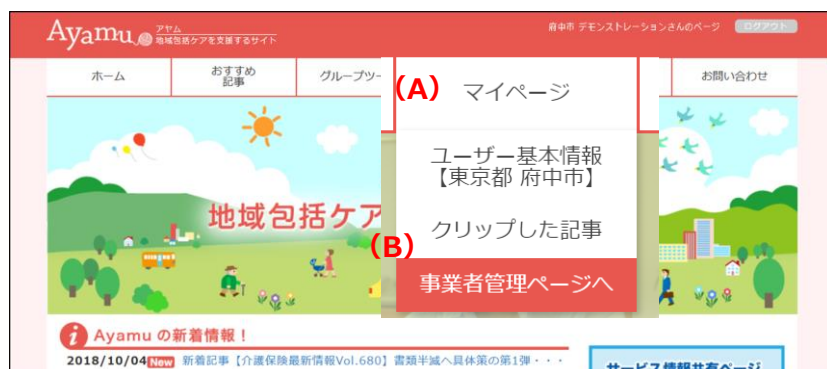 Ayamu アヤム
地域包括ケアを支援するサイト
府中市 デモンストレーションさんのページ
ログアウト
ホーム
おすすめ
記事
グループツー
(A)
マイページ
お問い合わせ
ユーザー基本情報
【東京都 府中市】
クリップした記事
地域包括ケア
(B)
事業者管理ページへ
i Ayamu の新着情報！
2018/10/04 New 新着記事【介護保険最新情報Vol.680】書類半減へ具体策の第1弾・・・
サービス情報共有ページ